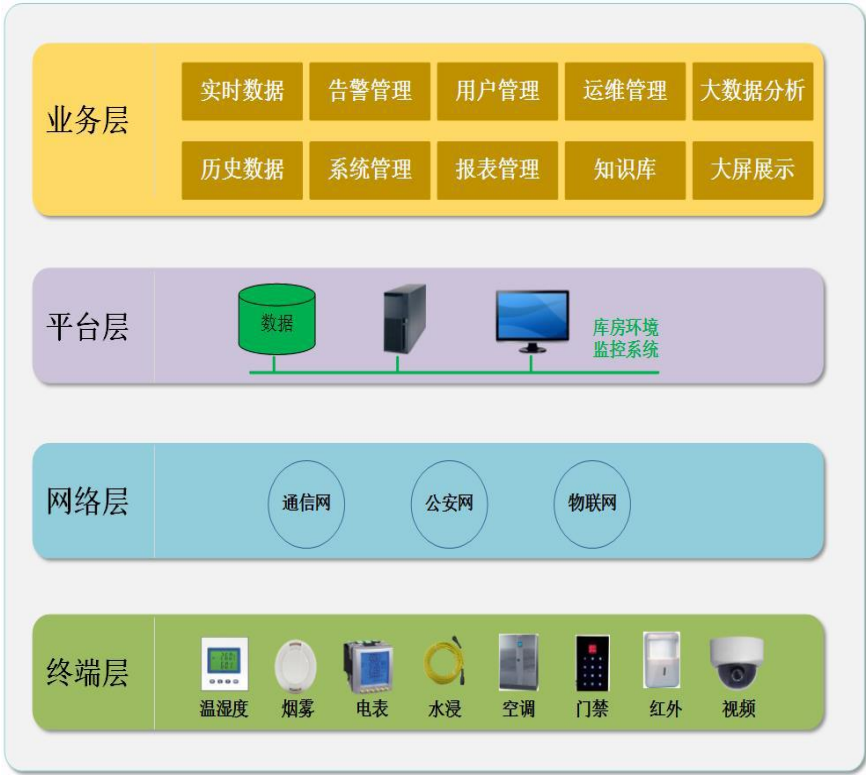 业务层
实时数据 告警管理 用户管理 运维管理 大数据分析
历史数据 系统管理 报表管理 知识库 大屏展示
平台层
数据
库房环境
监控系统
网络层
通信网 公安网 物联网
终端层
温湿度 烟雾 电表 水浸 空调 门禁 红外 视频